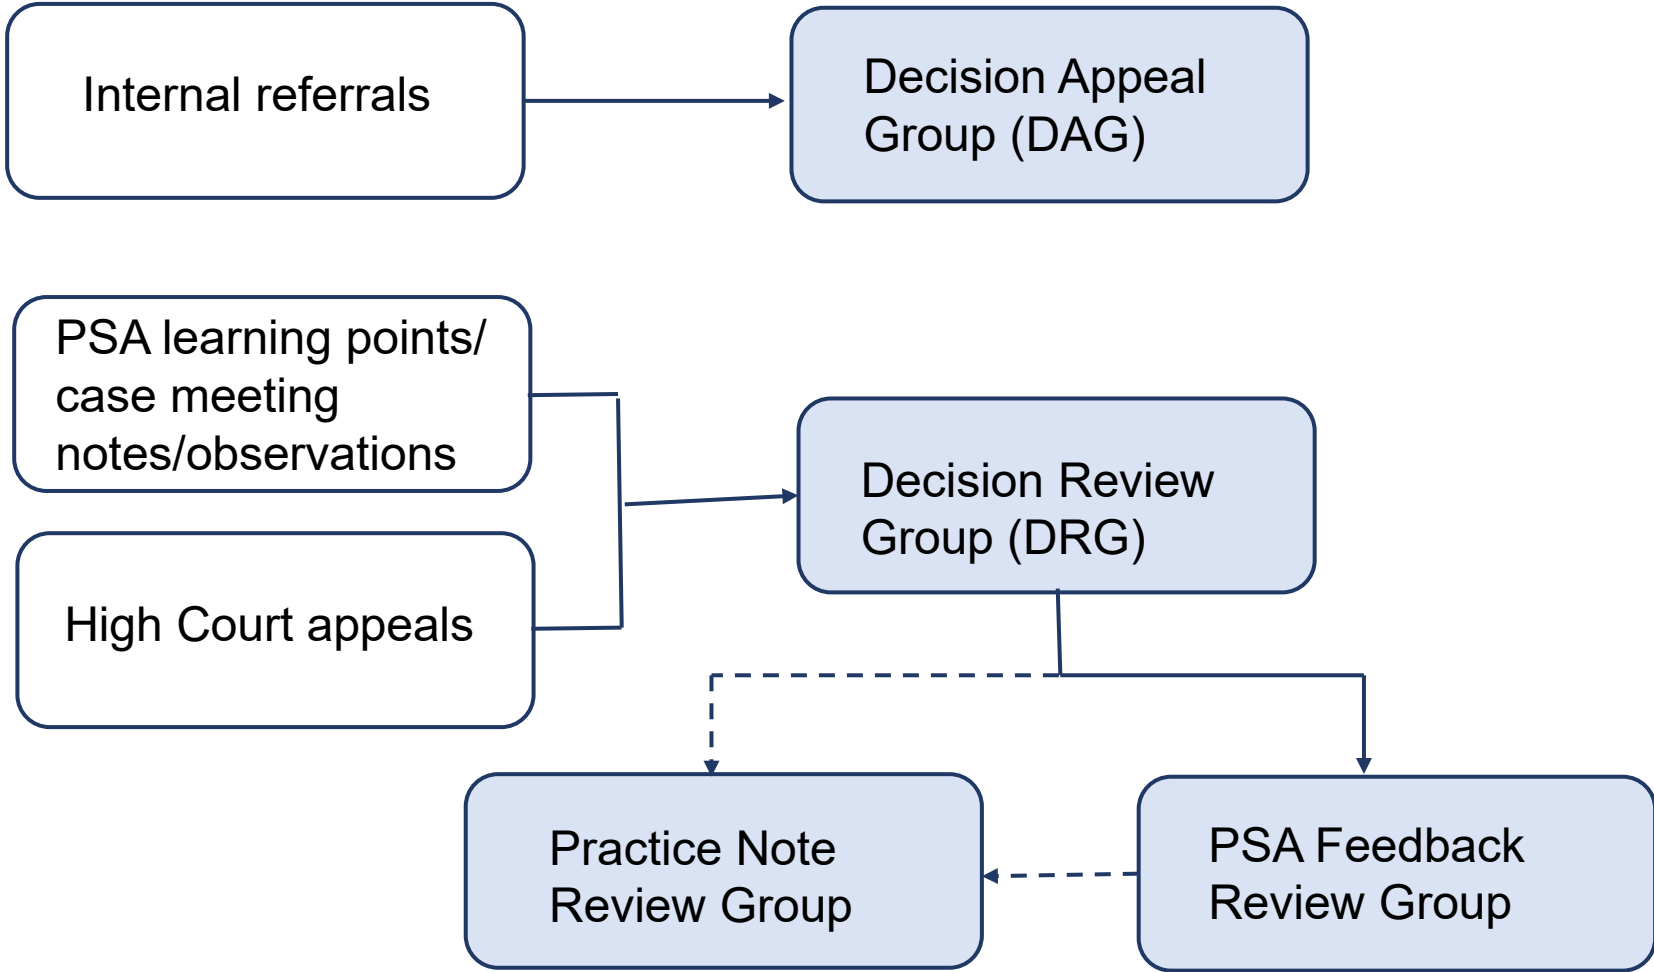 Internal referrals
Decision Appeal
Group (DAG)
PSA learning points/
case meeting
notes/observations
Decision Review
Group (DRG)
High Court appeals
Practice Note
Review Group
PSA Feedback
Review Group